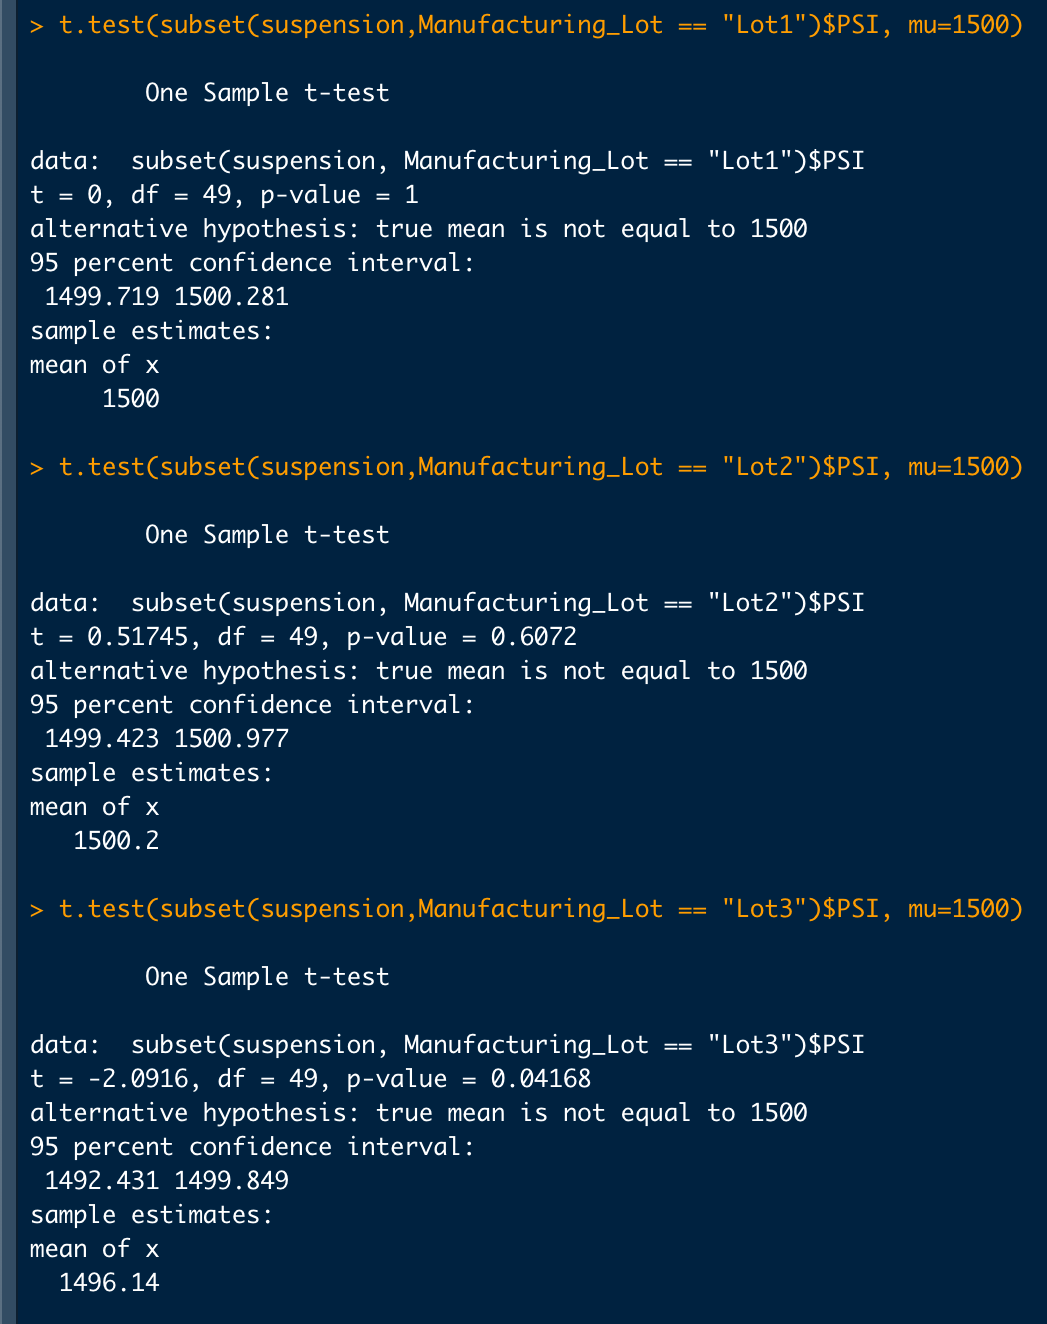 > t.test(subset(suspension,Manufacturing_Lot == "Lot1")$PSI, mu=1500)
One Sample t-test
data:  subset(suspension, Manufacturing_Lot == "Lot1")$PSI
t = 0, df = 49, p-value = 1
alternative hypothesis: true mean is not equal to 1500
95 percent confidence interval:
1499.719 1500.281
sample estimates:
mean of x
1500
> t.test(subset(suspension,Manufacturing_Lot == "Lot2")$PSI, mu=1500)
One Sample t-test
data:  subset(suspension, Manufacturing_Lot == "Lot2")$PSI
t = 0.51745, df = 49, p-value = 0.6072
alternative hypothesis: true mean is not equal to 1500
95 percent confidence interval:
1499.423 1500.977
sample estimates:
mean of x
1500.2
> t.test(subset(suspension,Manufacturing_Lot == "Lot3")$PSI, mu=1500)
One Sample t-test
data:  subset(suspension, Manufacturing_Lot == "Lot3")$PSI
t = -2.0916, df = 49, p-value = 0.04168
alternative hypothesis: true mean is not equal to 1500
95 percent confidence interval:
1492.431 1499.849
sample estimates:
mean of x
1496.14